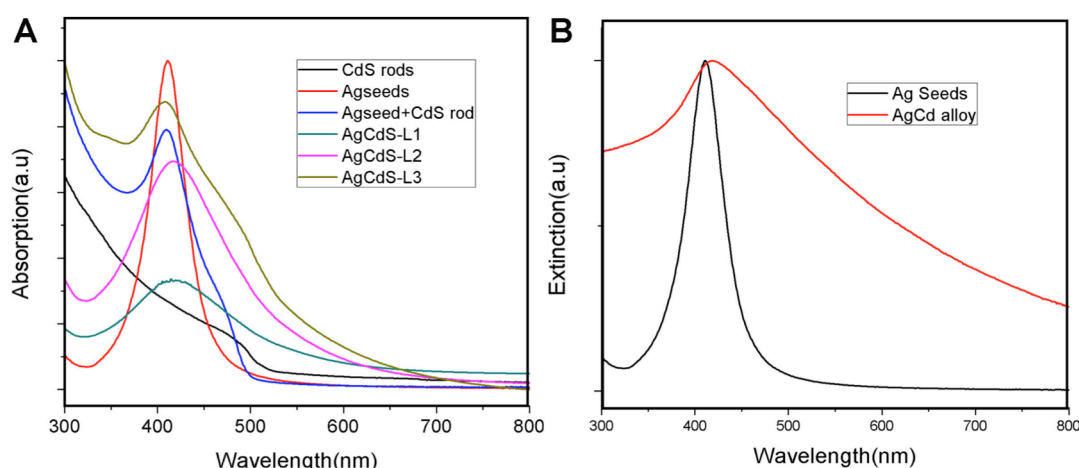 A
Absorption(a.u)
CdS rods
Agseeds
Agseed+CdS rod
AgCdS-L1
AgCdS-L2
AgCdS-L3
300 400 500 600 700 800
Wavelength(nm)
B
Extinction(a.u)
Ag Seeds
AgCd alloy
300 400 500 600 700 800
Wavelength(nm)